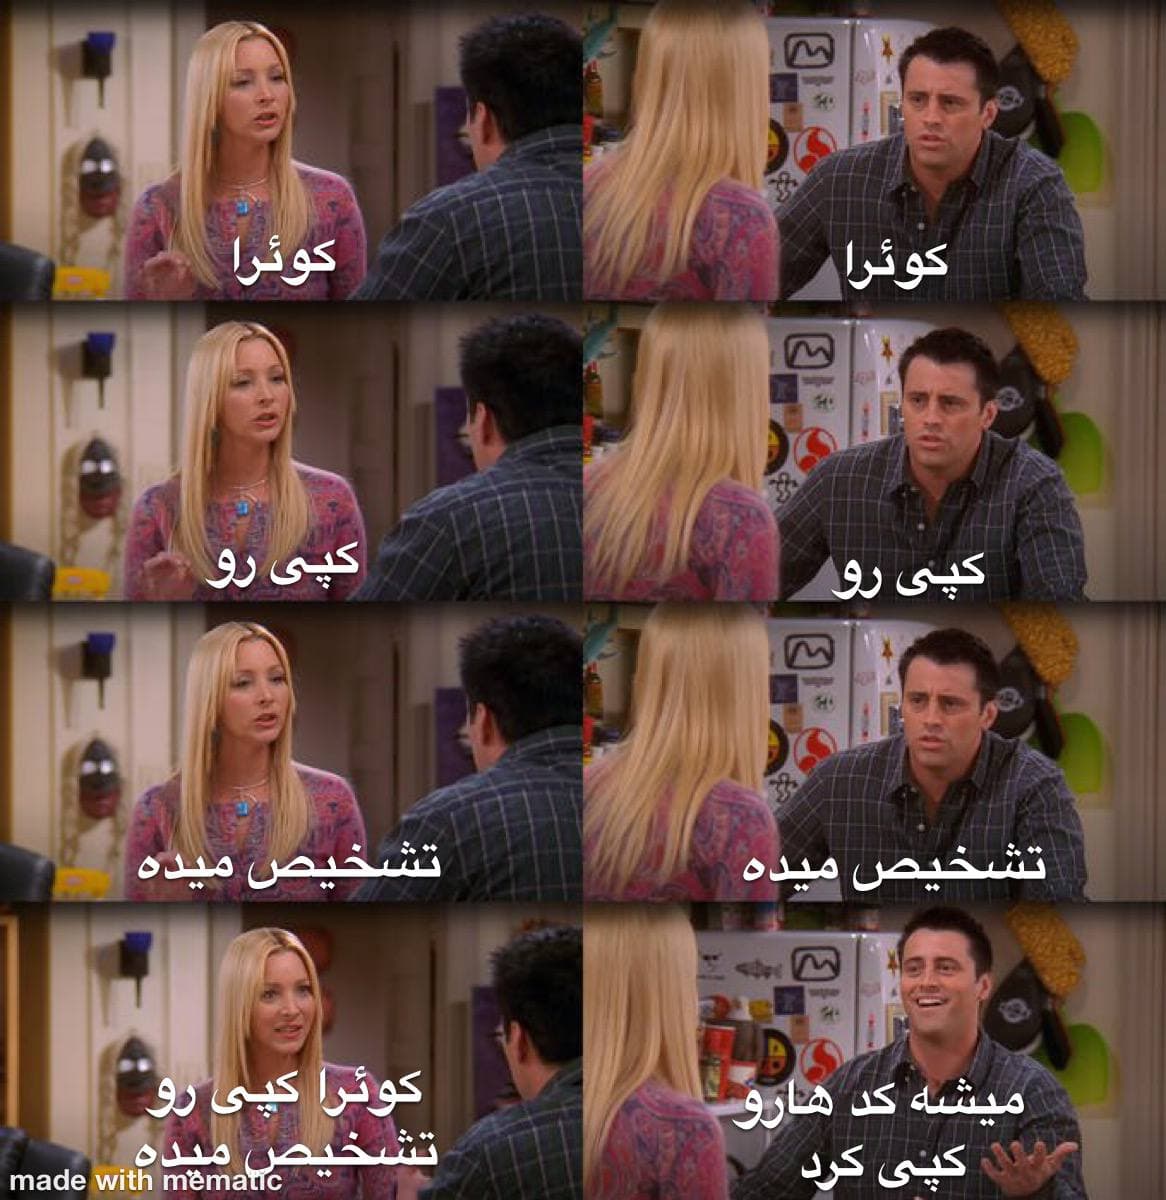 کوئرا
کوئرا
کپی رو
کپی رو
تشخیص میده
تشخیص میده
کوئرا کپی رو
تشخیص میده
میشه کد هارو
کپی کرد
made with mematic